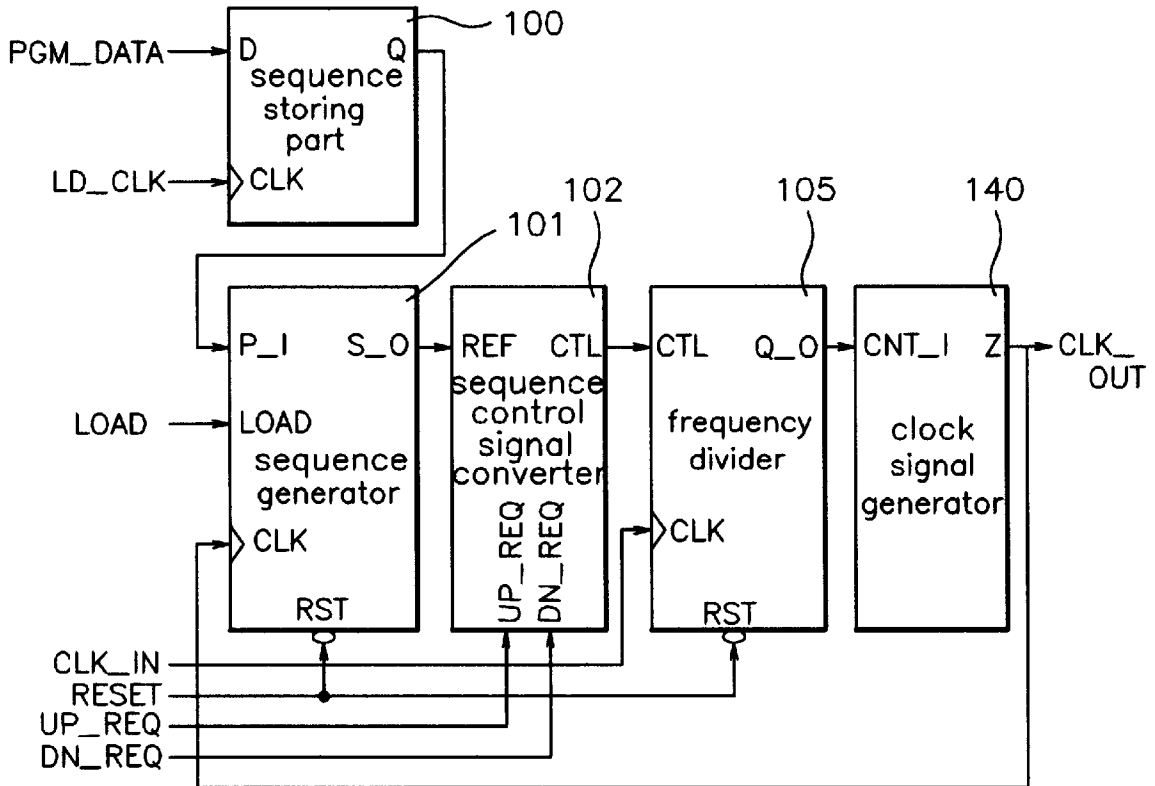 100
PGM_DATA
D
Q
sequence
storing
part
LD_CLK
CLK
101
102
105
140
P_I
S_O
REF
CTL
CTL
Q_O
CNT_I
Z
CLK_
OUT
LOAD
LOAD
sequence
generator
sequence
control
signal
converter
frequency
divider
clock
signal
generator
CLK
UP_REQ
DN_REQ
CLK
RST
RST
CLK_IN
RESET
UP_REQ
DN_REQ